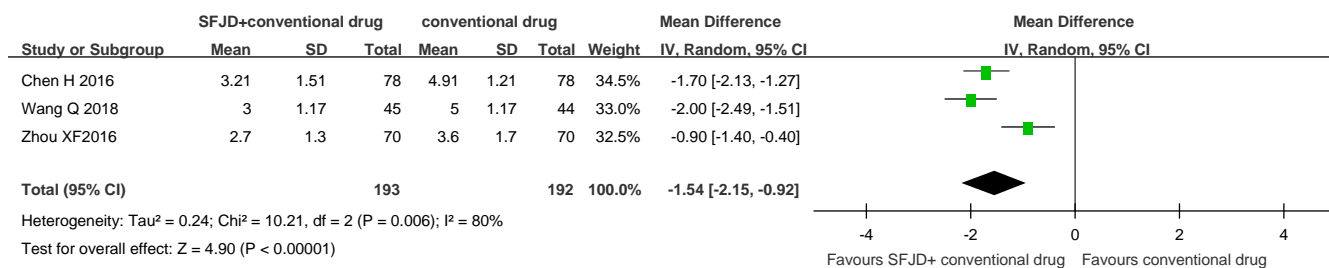 SFJD+conventional drug conventional drug Mean Difference Mean Difference
Study or Subgroup Mean SD Total Mean SD Total Weight IV, Random, 95% CI IV, Random, 95% CI
Chen H 2016 3.21 1.51 78 4.91 1.21 78 34.5% -1.70 [-2.13, -1.27]
Wang Q 2018 3 1.17 45 5 1.17 44 33.0% -2.00 [-2.49, -1.51]
Zhou XF2016 2.7 1.3 70 3.6 1.7 70 32.5% -0.90 [-1.40, -0.40]
Total (95% CI) 193 192 100.0% -1.54 [-2.15, -0.92]
Heterogeneity: Tau² = 0.24; Chi² = 10.21, df = 2 (P = 0.006); I² = 80%
Test for overall effect: Z = 4.90 (P < 0.00001)
-4 -2 0 2 4
Favours SFJD+ conventional drug Favours conventional drug